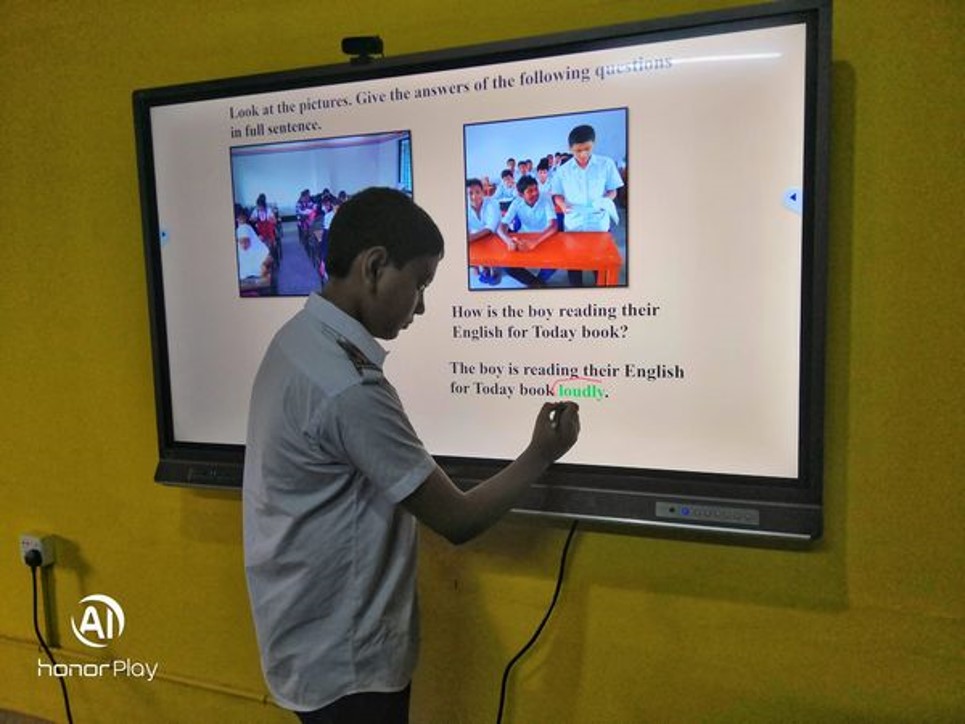 Look at the pictures. Give the answers of the following questions
in full sentence.
How is the boy reading their
English for Today book?
The boy is reading their English
for Today book loudly.
AI
honor Play